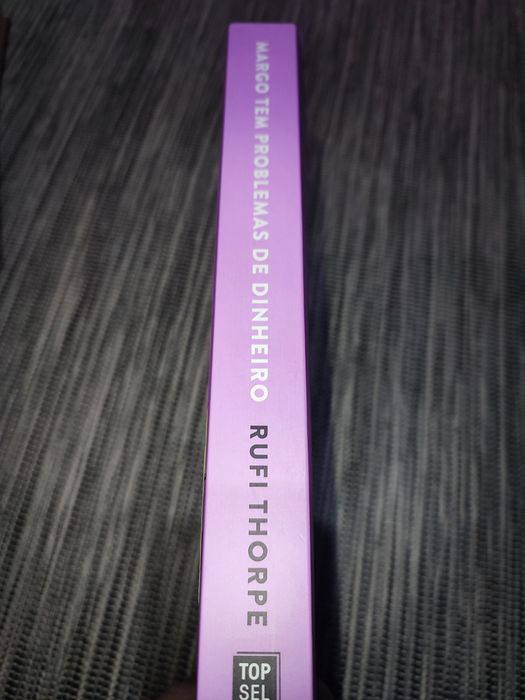 MARGO TEM PROBLEMAS DE DINHEIRO RUFI THORPE
TOP
SEL